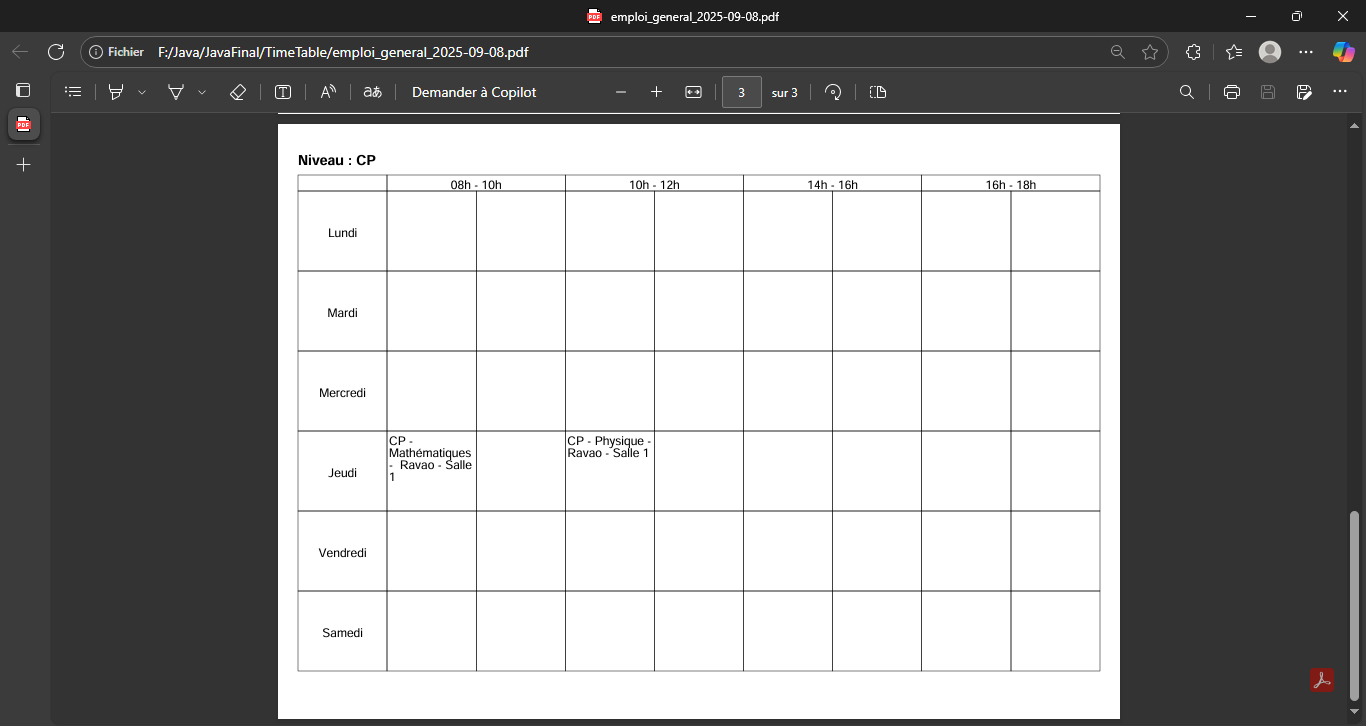 emploi_general_2025-09-08.pdf
Fichier F:/Java/JavaFinal/TimeTable/emploi_general_2025-09-08.pdf
Demander à Copilot
3 sur 3
Niveau : CP
08h - 10h 10h - 12h 14h - 16h 16h - 18h
Lundi
Mardi
Mercredi
Jeudi
CP -
Mathématiques
- Ravao - Salle
1
CP - Physique -
Ravao - Salle 1
Vendredi
Samedi